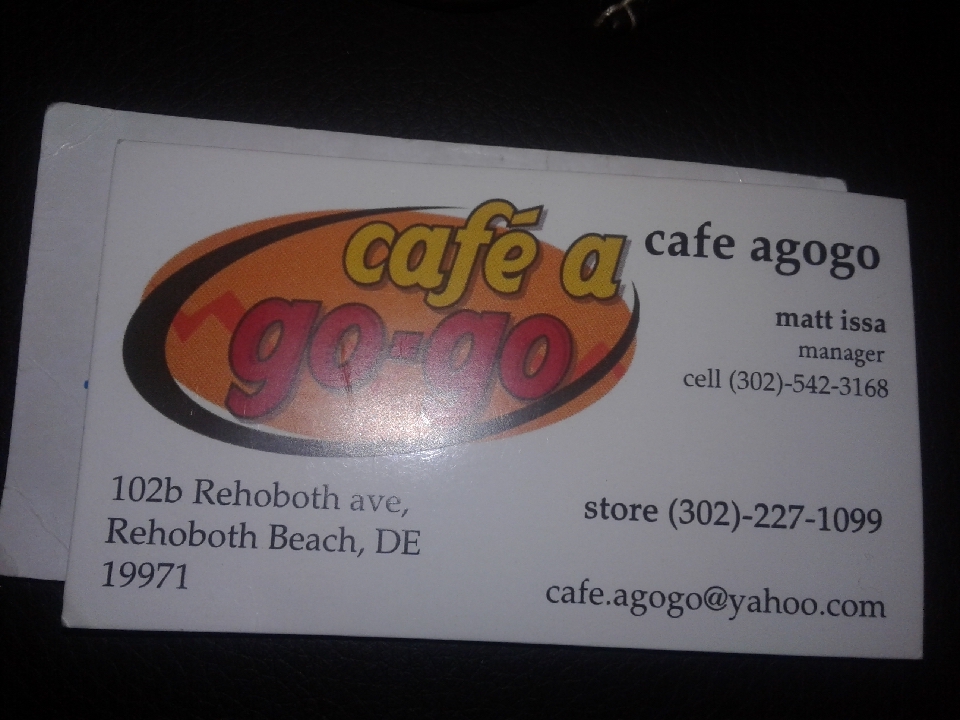 café a
go-go
cafe agogo
matt issa
manager
cell (302)-542-3168
102b Rehoboth ave,
Rehoboth Beach, DE
19971
store (302)-227-1099
cafe.agogo@yahoo.com